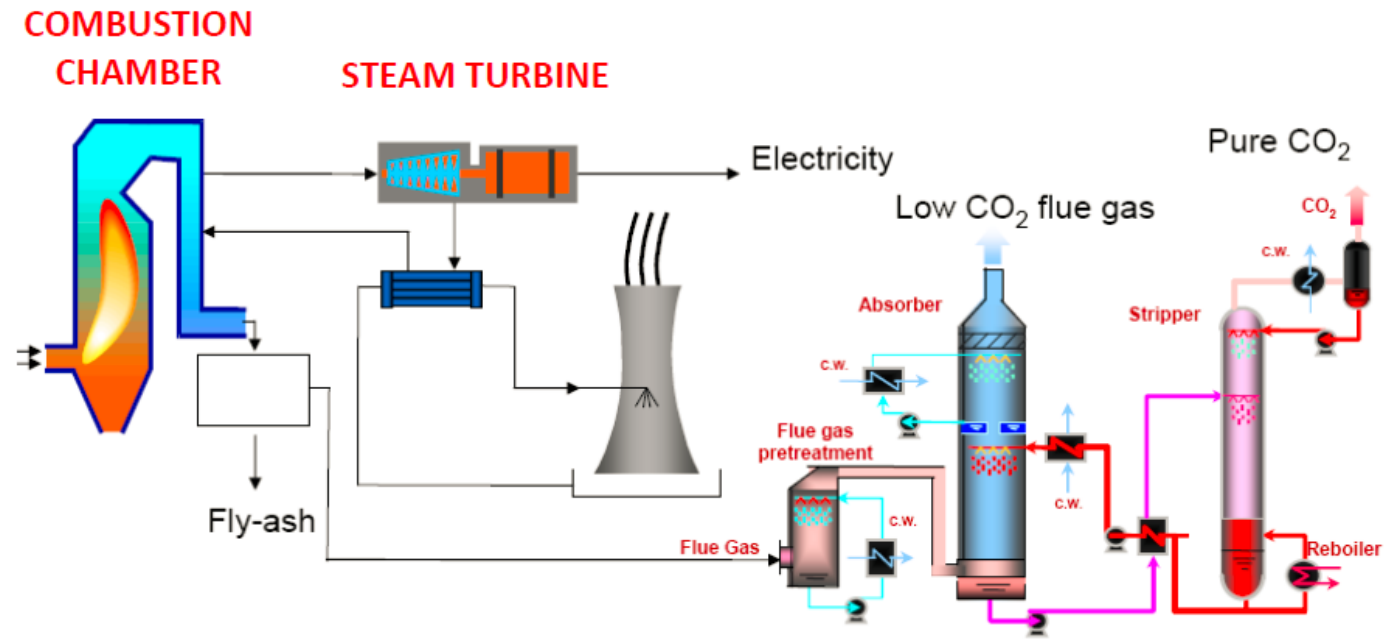 COMBUSTION
CHAMBER
STEAM TURBINE
Electricity
Pure CO₂
Low CO₂ flue gas
CO₂
C.W.
Absorber
Stripper
C.W.
Flue gas
pretreatment
C.W.
C.W.
Fly-ash
Flue Gas
Reboiler